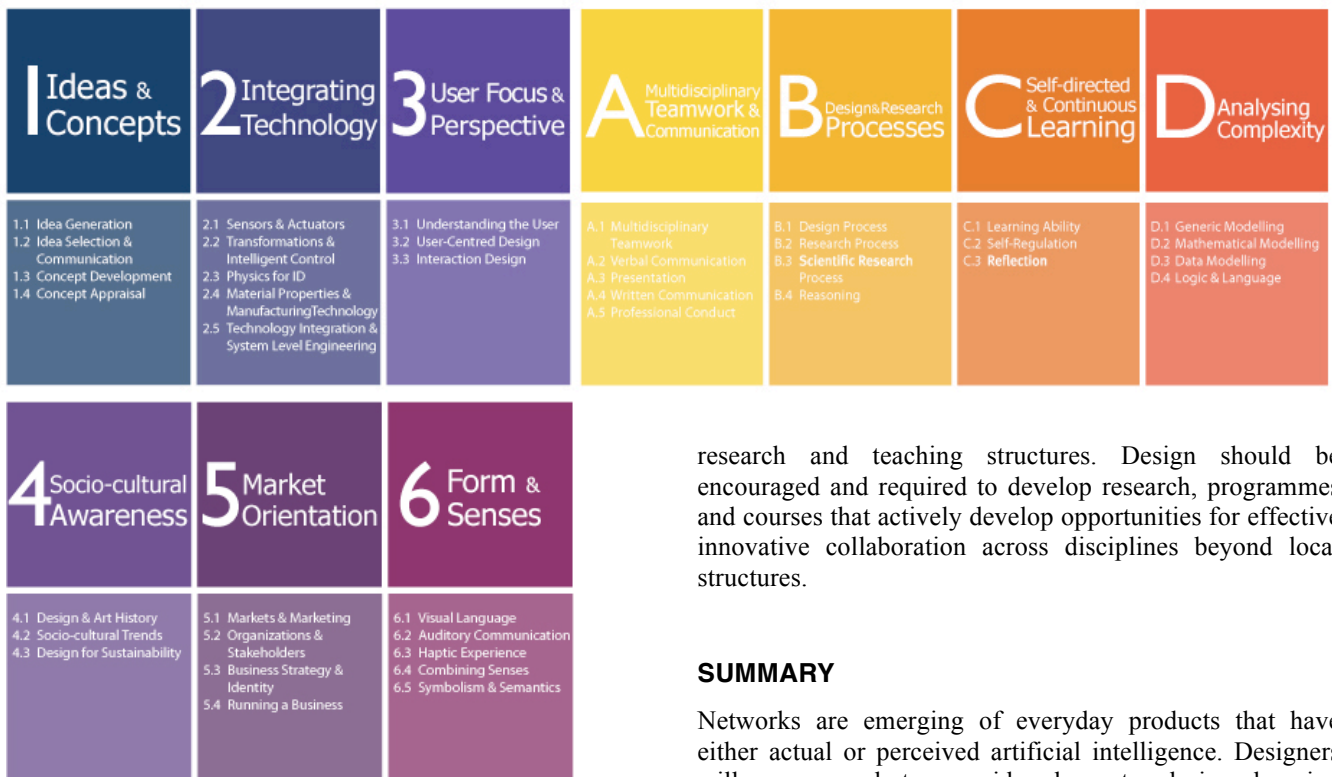 1 Ideas &
Concepts
1.1 Idea Generation
1.2 Idea Selection &
Communication
1.3 Concept Development
1.4 Concept Appraisal
2 Integrating
Technology
2.1 Sensors & Actuators
2.2 Transformations &
Intelligent Control
2.3 Physics for ID
2.4 Material Properties &
ManufacturingTechnology
2.5 Technology Integration &
System Level Engineering
3 User Focus &
Perspective
3.1 Understanding the User
3.2 User-Centred Design
3.3 Interaction Design
A Multidisciplinary
Teamwork &
Communication
A.1 Multidisciplinary
Teamwork
A.2 Verbal Communication
A.3 Presentation
A.4 Written Communication
A.5 Professional Conduct
B Design&Research
Processes
B.1 Design Process
B.2 Research Process
B.3 Scientific Research
Process
B.4 Reasoning
C Self-directed
& Continuous
Learning
C.1 Learning Ability
C.2 Self-Regulation
C.3 Reflection
D Analysing
Complexity
D.1 Generic Modelling
D.2 Mathematical Modelling
D.3 Data Modelling
D.4 Logic & Language
4 Socio-cultural
Awareness
4.1 Design & Art History
4.2 Socio-cultural Trends
4.3 Design for Sustainability
5 Market
Orientation
5.1 Markets & Marketing
5.2 Organizations &
Stakeholders
5.3 Business Strategy &
Identity
5.4 Running a Business
6 Form &
Senses
6.1 Visual Language
6.2 Auditory Communication
6.3 Haptic Experience
6.4 Combining Senses
6.5 Symbolism & Semantics
research and teaching structures. Design should be
encouraged and required to develop research, programmes
and courses that actively develop opportunities for effective
innovative collaboration across disciplines beyond local
structures.
SUMMARY
Networks are emerging of everyday products that have
either actual or perceived artificial intelligence. Designers